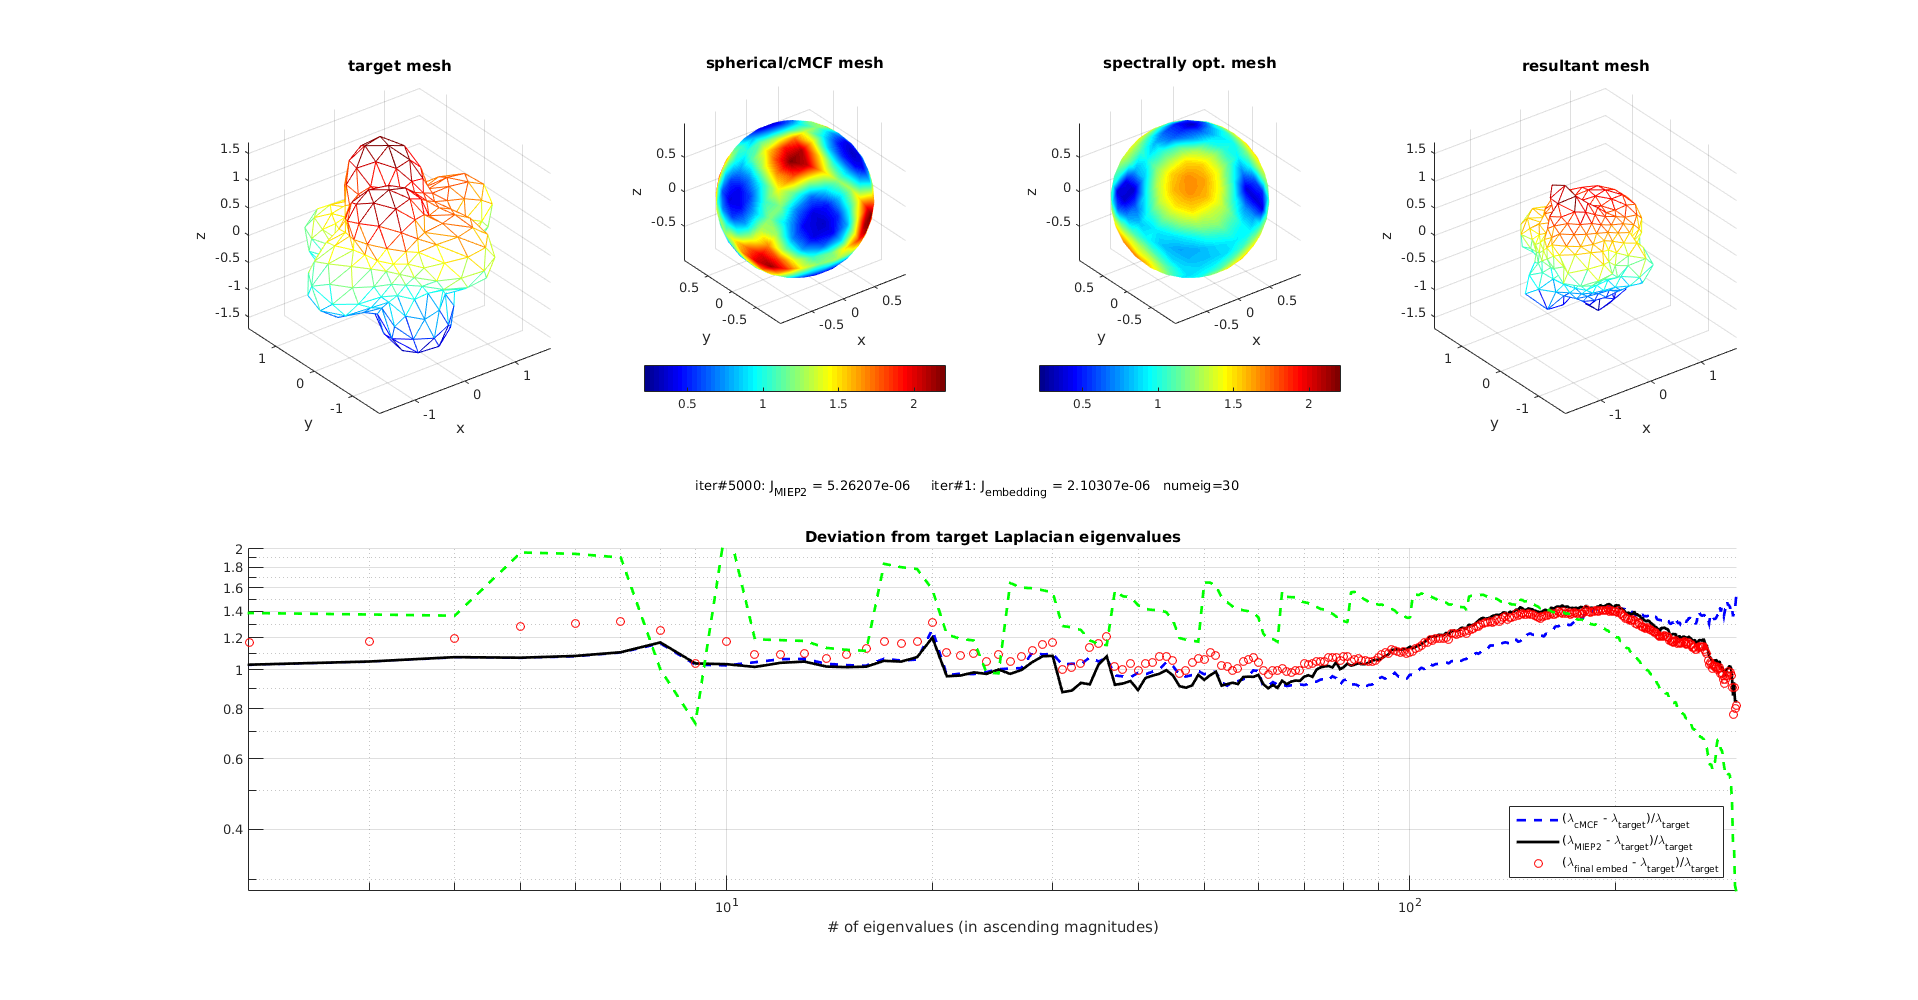 target mesh
spherical/cMCF mesh
spectrally opt. mesh
resultant mesh
1.5
1
0.5
0
-0.5
-1
-1.5
z
1
0
-1
y
-1
0
1
x
0.5
0
-0.5
z
0.5
0
-0.5
y
-0.5
0
0.5
x
0.5
1
1.5
2
0.5
0
-0.5
z
0.5
0
-0.5
y
-0.5
0
0.5
x
0.5
1
1.5
2
1.5
1
0.5
0
-0.5
-1
-1.5
z
1
0
-1
y
-1
0
1
x
iter#5000: J_MIEP2 = 5.26207e-06 iter#1: J_embedding = 2.10307e-06 numeig=30
Deviation from target Laplacian eigenvalues
2
1.8
1.6
1.4
1.2
1
0.8
0.6
0.4
10^1
10^2
# of eigenvalues (in ascending magnitudes)
(λ_cMCF - λ_target)/λ_target
(λ_MIEP2 - λ_target)/λ_target
(λ_final embed - λ_target)/λ_target